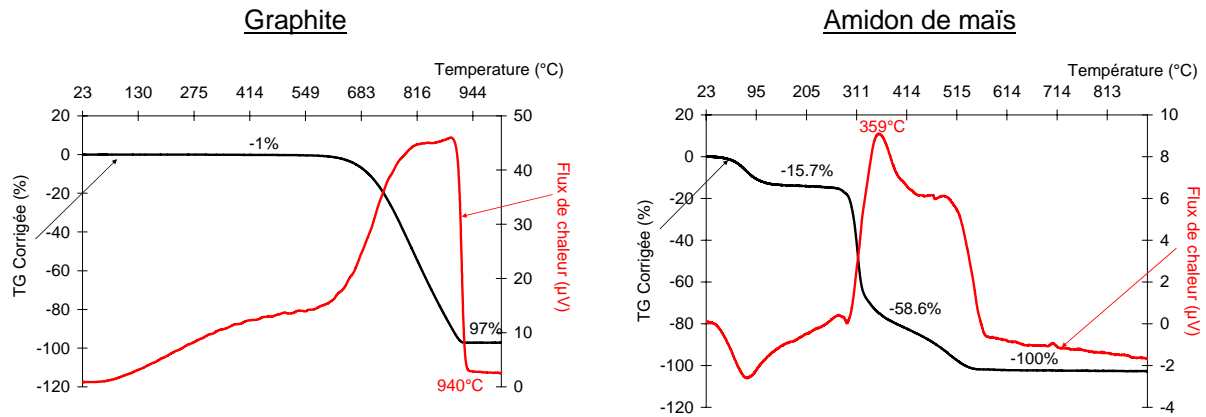 Graphite
Temperature (°C)
23 130 275 414 549 683 816 944
20
0
-20
-40
-60
-80
-100
-120
TG Corrigée (%)
-1%
97%
940°C
50
40
30
20
10
0
Flux de chaleur (µV)
Amidon de maïs
Température (°C)
23 95 205 311 414 515 614 714 813
20
0
-20
-40
-60
-80
-100
-120
TG Corrigée (%)
359°C
-15.7%
-58.6%
-100%
10
8
6
4
2
0
-2
-4
Flux de chaleur (µV)